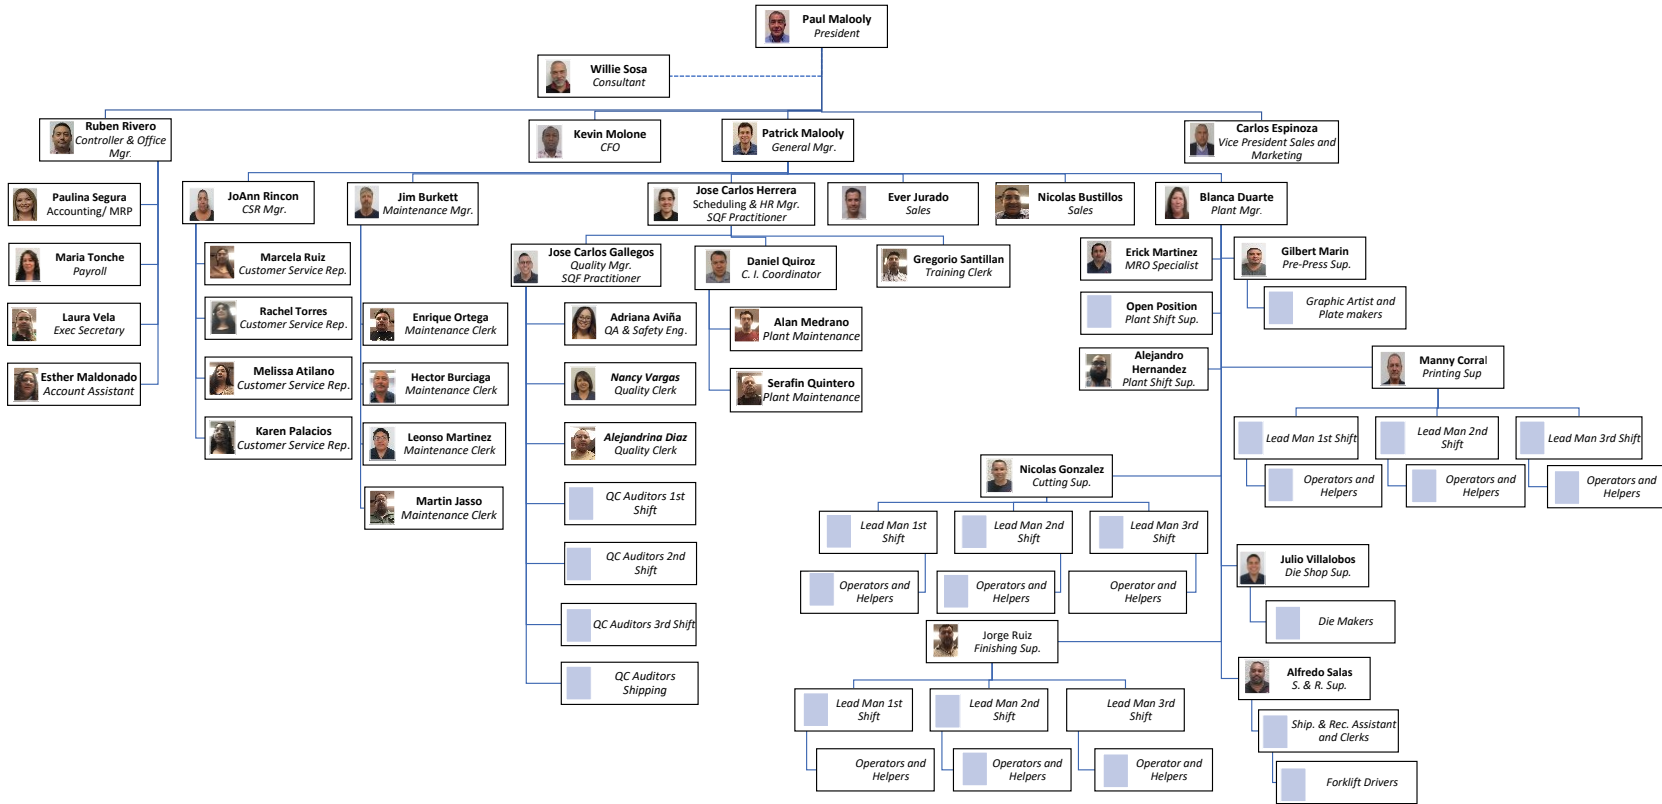 Paul Malooly
President
Willie Sosa
Consultant
Ruben Rivero
Controller & Office
Mgr.
Kevin Molone
CFO
Patrick Malooly
General Mgr.
Carlos Espinoza
Vice President Sales and
Marketing
Paulina Segura
Accounting/ MRP
Maria Tonche
Payroll
Laura Vela
Exec Secretary
Esther Maldonado
Account Assistant
JoAnn Rincon
CSR Mgr.
Marcela Ruiz
Customer Service Rep.
Rachel Torres
Customer Service Rep.
Melissa Atilano
Customer Service Rep.
Karen Palacios
Customer Service Rep.
Jim Burkett
Maintenance Mgr.
Enrique Ortega
Maintenance Clerk
Hector Burciaga
Maintenance Clerk
Leonso Martinez
Maintenance Clerk
Martin Jasso
Maintenance Clerk
Jose Carlos Herrera
Scheduling & HR Mgr.
SQF Practitioner
Jose Carlos Gallegos
Quality Mgr.
SQF Practitioner
Adriana Aviña
QA & Safety Eng.
Nancy Vargas
Quality Clerk
Alejandrina Diaz
Quality Clerk
QC Auditors 1st
Shift
QC Auditors 2nd
Shift
QC Auditors 3rd Shift
QC Auditors
Shipping
Daniel Quiroz
C. I. Coordinator
Alan Medrano
Plant Maintenance
Serafin Quintero
Plant Maintenance
Gregorio Santillan
Training Clerk
Ever Jurado
Sales
Nicolas Bustillos
Sales
Blanca Duarte
Plant Mgr.
Erick Martinez
MRO Specialist
Gilbert Marin
Pre-Press Sup.
Graphic Artist and
Plate makers
Open Position
Plant Shift Sup.
Alejandro
Hernandez
Plant Shift Sup.
Manny Corral
Printing Sup
Lead Man 1st Shift
Lead Man 2nd
Shift
Lead Man 3rd Shift
Operators and
Helpers
Operators and
Helpers
Operators and
Helpers
Nicolas Gonzalez
Cutting Sup.
Lead Man 1st
Shift
Lead Man 2nd
Shift
Lead Man 3rd
Shift
Operators and
Helpers
Operators and
Helpers
Operator and
Helpers
Julio Villalobos
Die Shop Sup.
Die Makers
Jorge Ruiz
Finishing Sup.
Lead Man 1st
Shift
Lead Man 2nd
Shift
Lead Man 3rd
Shift
Operators and
Helpers
Operators and
Helpers
Operator and
Helpers
Alfredo Salas
S. & R. Sup.
Ship. & Rec. Assistant
and Clerks
Forklift Drivers